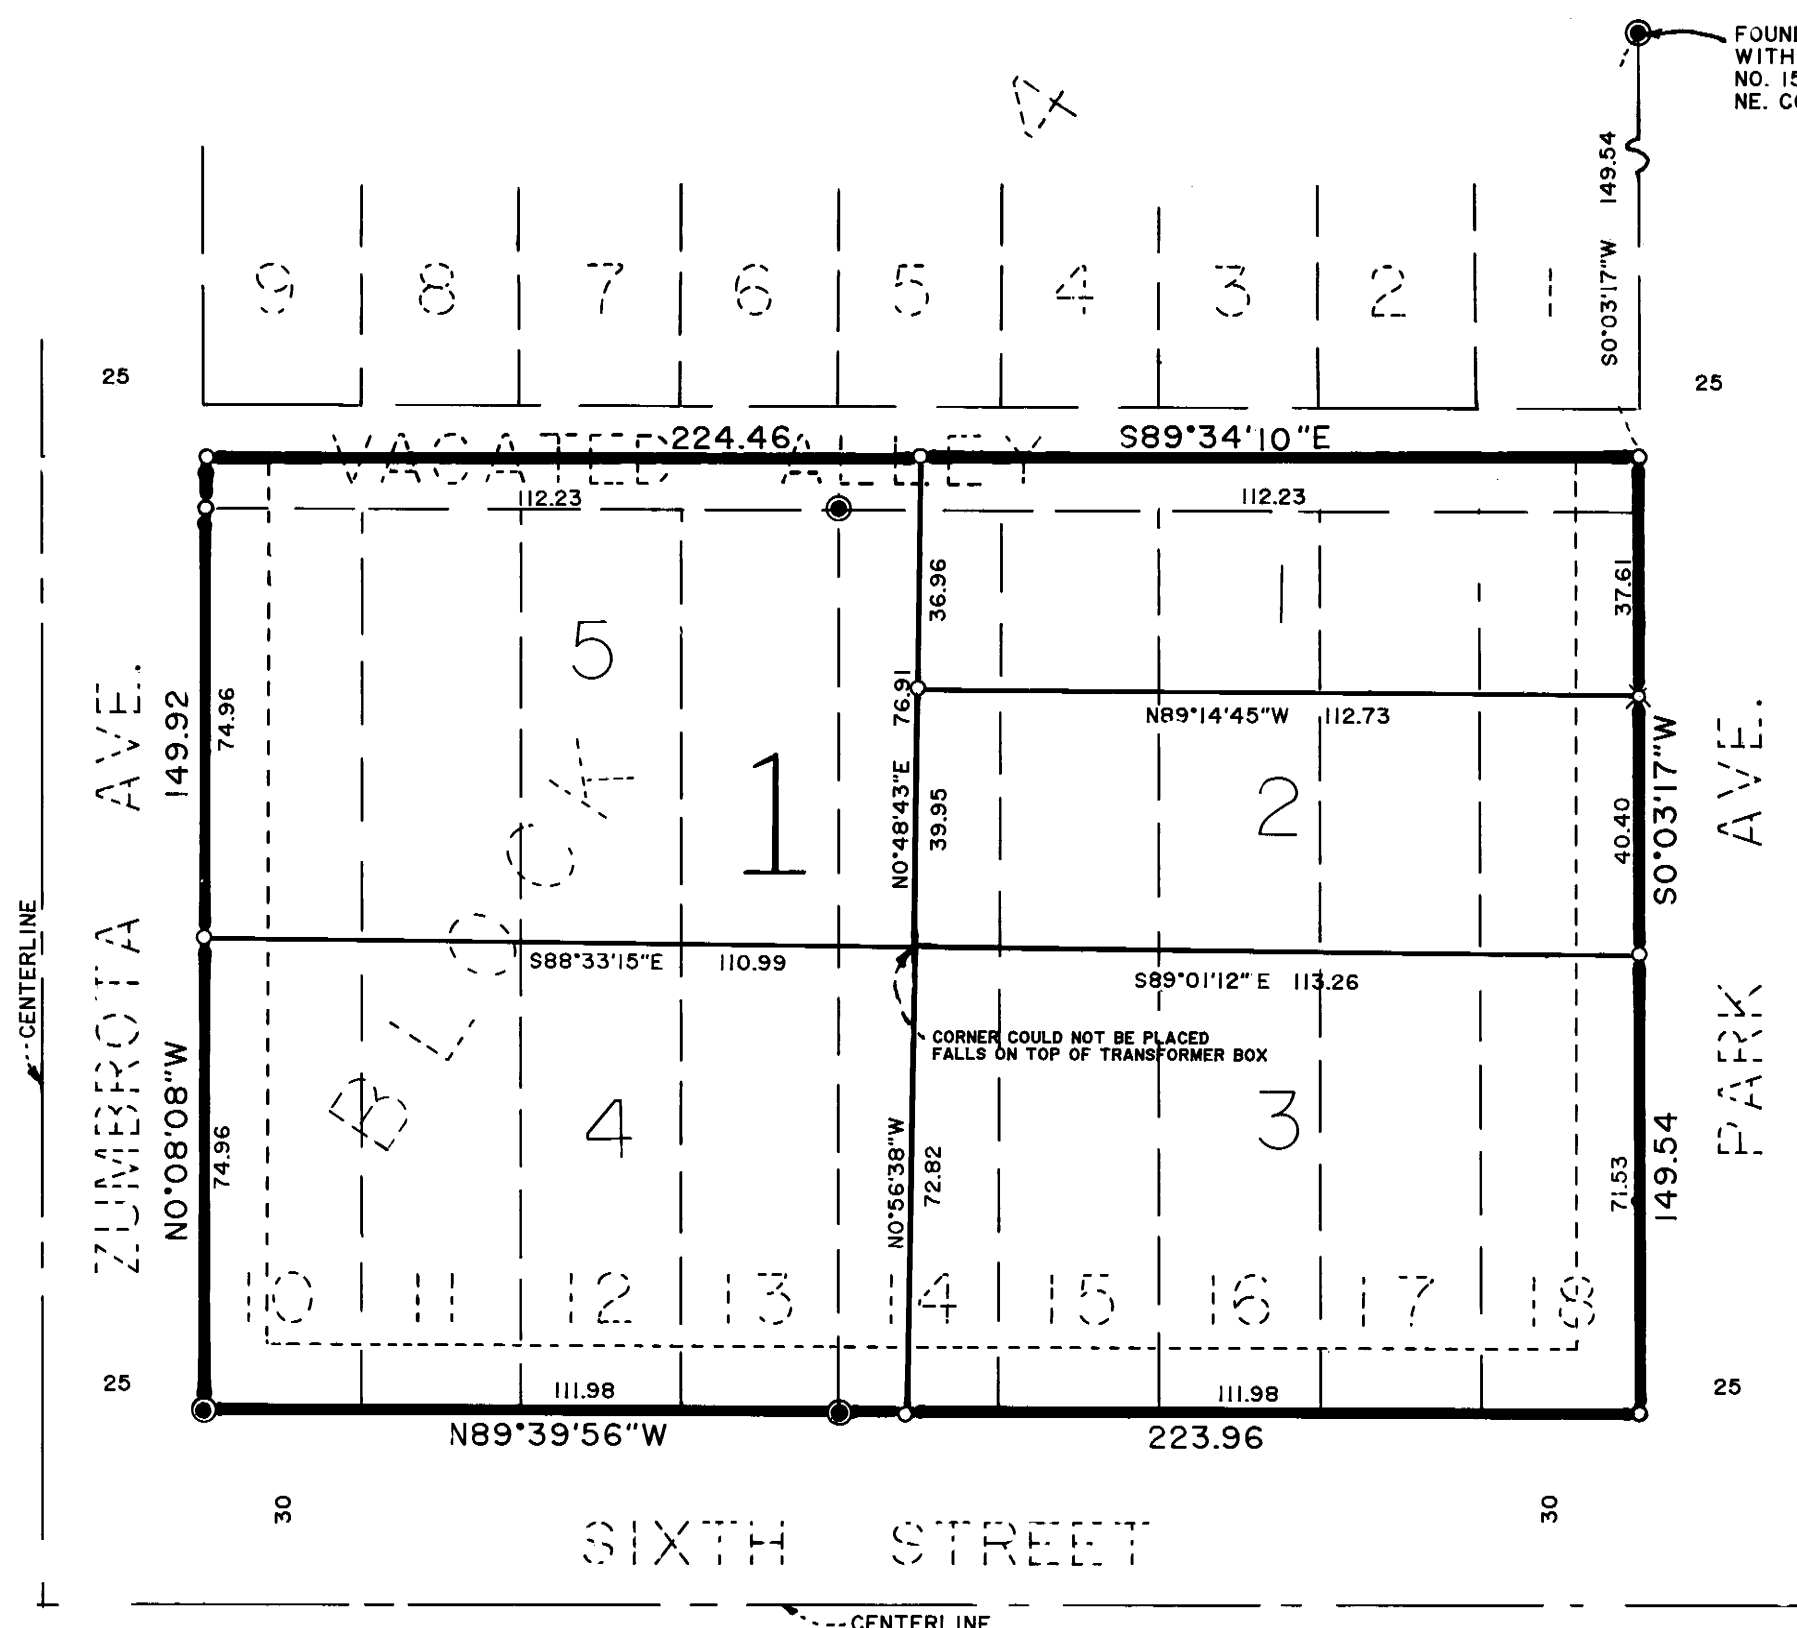 FOUN
WITH
NO. 15
NE. C
4
S0°03'17"W 149.54
9 8 7 6 5 4 3 2 1
25
25
VACATED ALLEY
224.46
S89°34'10"E
112.23
112.23
36.96
37.61
5
1
76.91
N89°14'45"W 112.73
ZUMBROTA AVE.
149.92
74.96
N0°08'08"W
74.96
1
N0°48'43"E
39.95
2
40.40
S0°03'17"W
149.54
PARK AVE.
CENTERLINE
BLOCK
S88°33'15"E 110.99
S89°01'12"E 113.26
CORNER COULD NOT BE PLACED
FALLS ON TOP OF TRANSFORMER BOX
4
N0°56'38"W
72.82
3
71.53
10 11 12 13 14 15 16 17 18
25
111.98
111.98
25
N89°39'56"W
223.96
30
30
SIXTH STREET
CENTERLINE